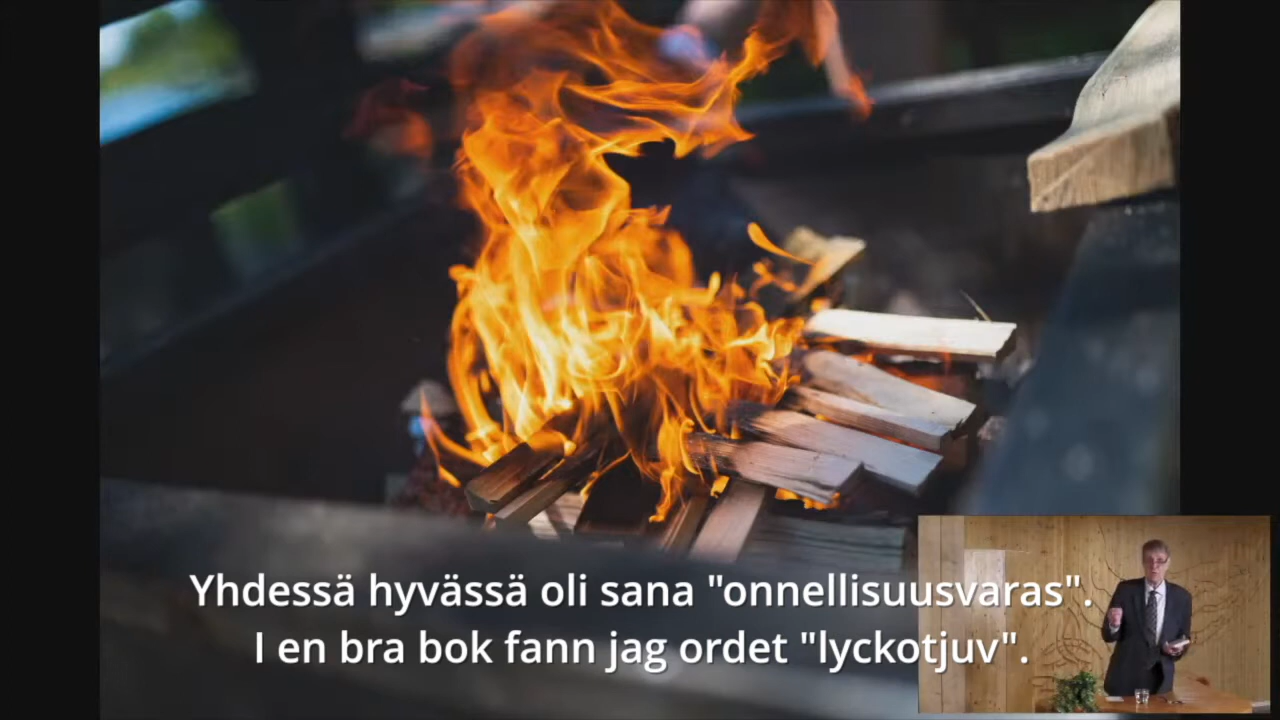 Yhdessä hyvässä oli sana "onnellisuusvaras".
I en bra bok fann jag ordet "lyckotjuv".